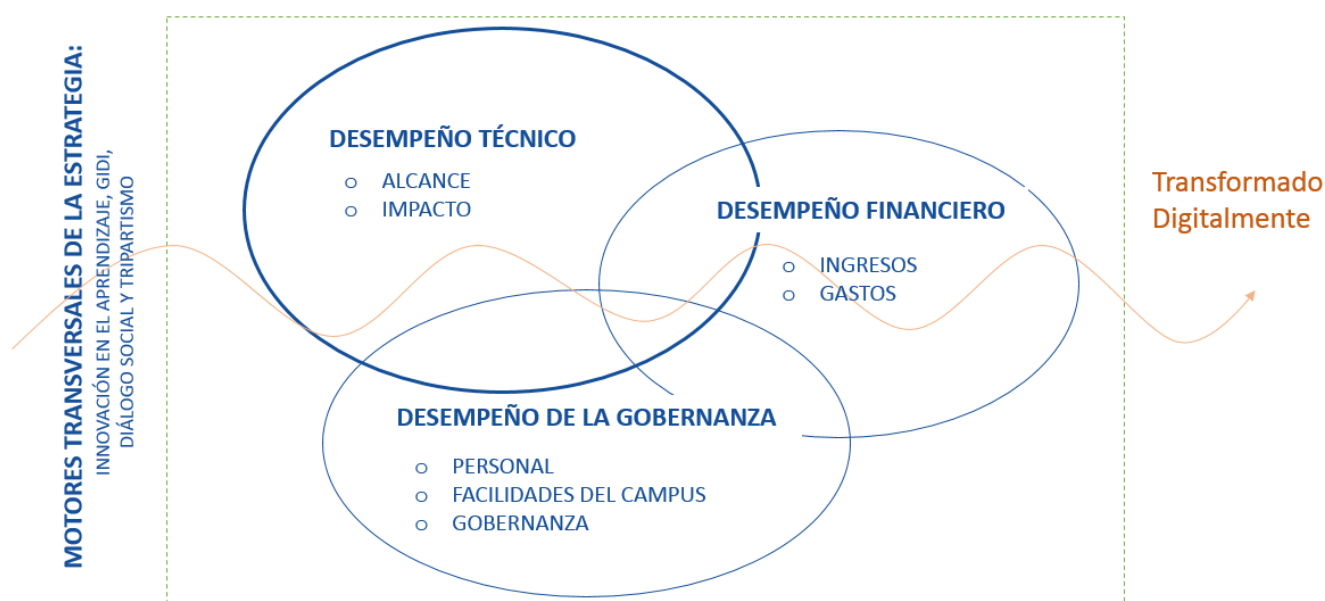 MOTORES TRANSVERSALES DE LA ESTRATEGIA:
INNOVACIÓN EN EL APRENDIZAJE, GIDI,
DIÁLOGO SOCIAL Y TRIPARTISMO
DESEMPEÑO TÉCNICO
o ALCANCE
o IMPACTO
DESEMPEÑO FINANCIERO
o INGRESOS
o GASTOS
DESEMPEÑO DE LA GOBERNANZA
o PERSONAL
o FACILIDADES DEL CAMPUS
o GOBERNANZA
Transformado
Digitalmente